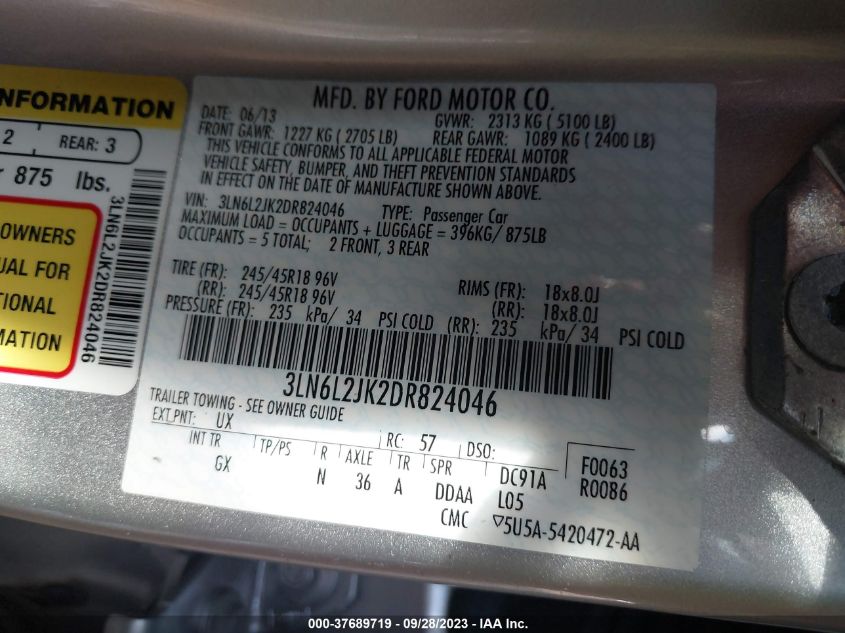 INFORMATION
2 REAR: 3
875 lbs.
OWNERS
UAL FOR
TIONAL
MATION
3LN6L2JK2DR824046
MFD. BY FORD MOTOR CO.
DATE: 06/13 GVWR: 2313 KG ( 5100 LB)
FRONT GAWR: 1227 KG ( 2705 LB) REAR GAWR: 1089 KG ( 2400 LB)
THIS VEHICLE CONFORMS TO ALL APPLICABLE FEDERAL MOTOR
VEHICLE SAFETY, BUMPER, AND THEFT PREVENTION STANDARDS
IN EFFECT ON THE DATE OF MANUFACTURE SHOWN ABOVE.
VIN: 3LN6L2JK2DR824046 TYPE: Passenger Car
MAXIMUM LOAD = OCCUPANTS + LUGGAGE = 396KG/ 875LB
OCCUPANTS = 5 TOTAL; 2 FRONT, 3 REAR
TIRE (FR): 245/45R18 96V RIMS (FR): 18x8.0J
(RR): 245/45R18 96V (RR): 18x8.0J
PRESSURE (FR): 235 kPa/ 34 PSI COLD (RR): 235 kPa/ 34 PSI COLD
3LN6L2JK2DR824046
TRAILER TOWING - SEE OWNER GUIDE
EXT.PNT: UX RC: 57 DSO:
INT TR TP/PS R AXLE TR SPR DC91A F0063
GX N 36 A DDAA L05 R0086
CMC ▽5U5A-5420472-AA
000-37689719 - 09/28/2023 - IAA Inc.